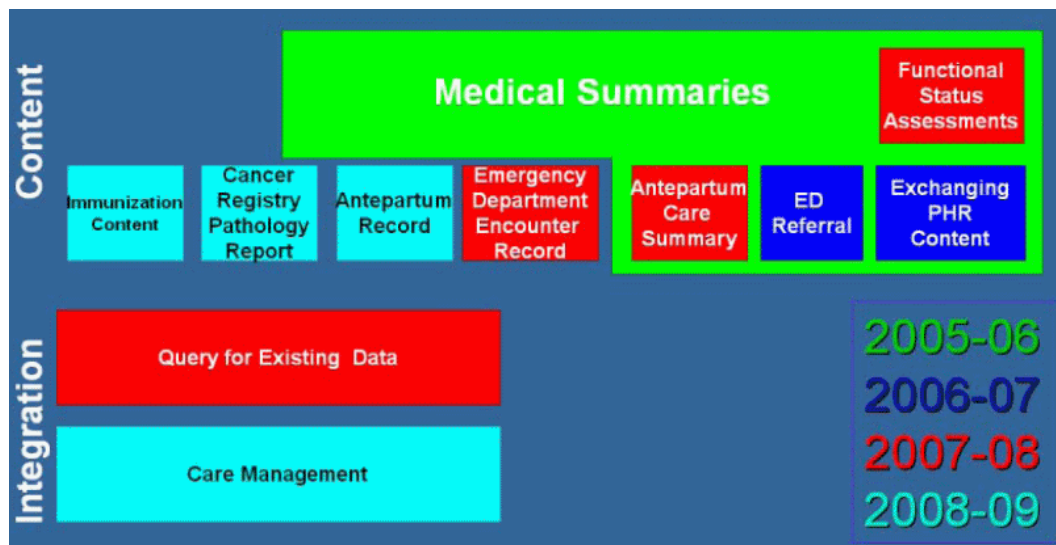 Content
Medical Summaries
Functional
Status
Assessments
Immunization
Content
Cancer
Registry
Pathology
Report
Antepartum
Record
Emergency
Department
Encounter
Record
Antepartum
Care
Summary
ED
Referral
Exchanging
PHR
Content
Integration
Query for Existing Data
Care Management
2005-06
2006-07
2007-08
2008-09